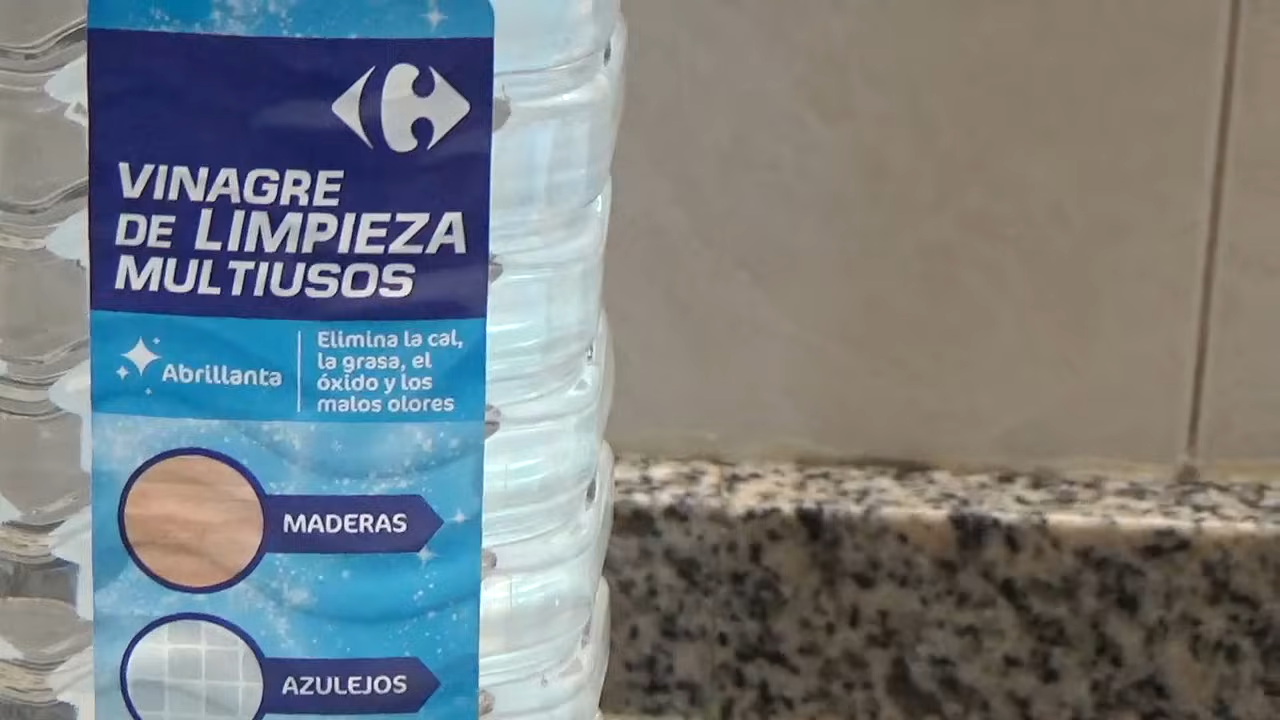 VINAGRE
DE LIMPIEZA
MULTIUSOS
Abrillanta
Elimina la cal,
la grasa, el
óxido y los
malos olores
MADERAS
AZULEJOS